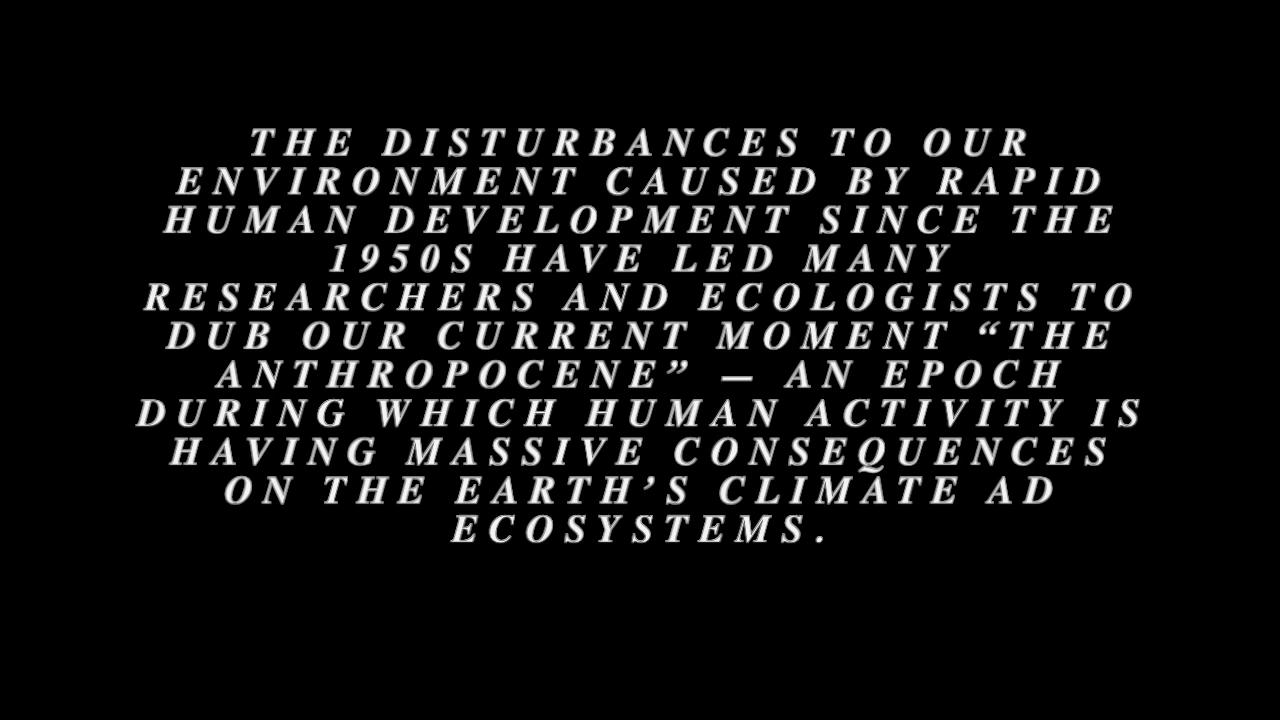 THE DISTURBANCES TO OUR
ENVIRONMENT CAUSED BY RAPID
HUMAN DEVELOPMENT SINCE THE
1950S HAVE LED MANY
RESEARCHERS AND ECOLOGISTS TO
DUB OUR CURRENT MOMENT “THE
ANTHROPOCENE” — AN EPOCH
DURING WHICH HUMAN ACTIVITY IS
HAVING MASSIVE CONSEQUENCES
ON THE EARTH’S CLIMATE AD
ECOSYSTEMS.